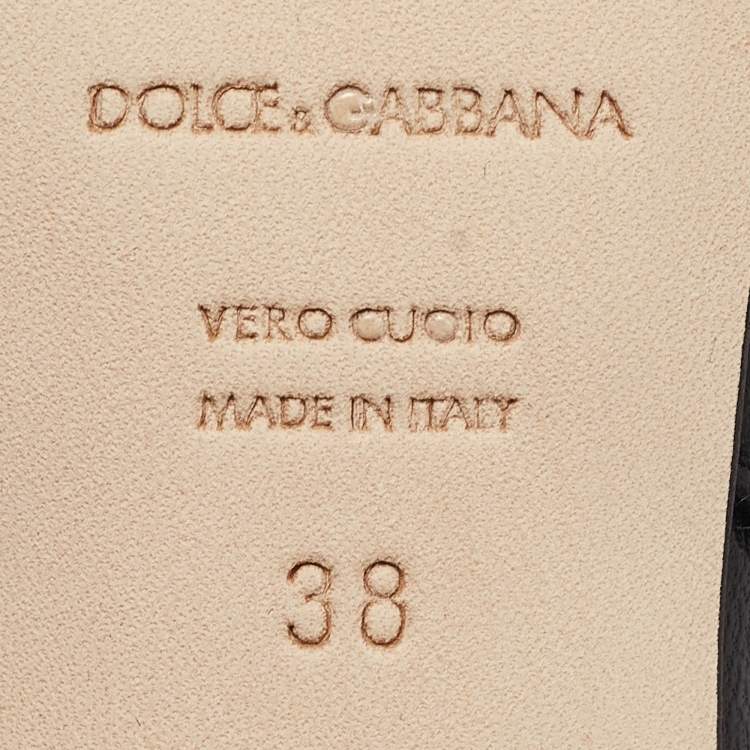 DOLCE & GABBANA
VERO CUOIO
MADE IN ITALY
38